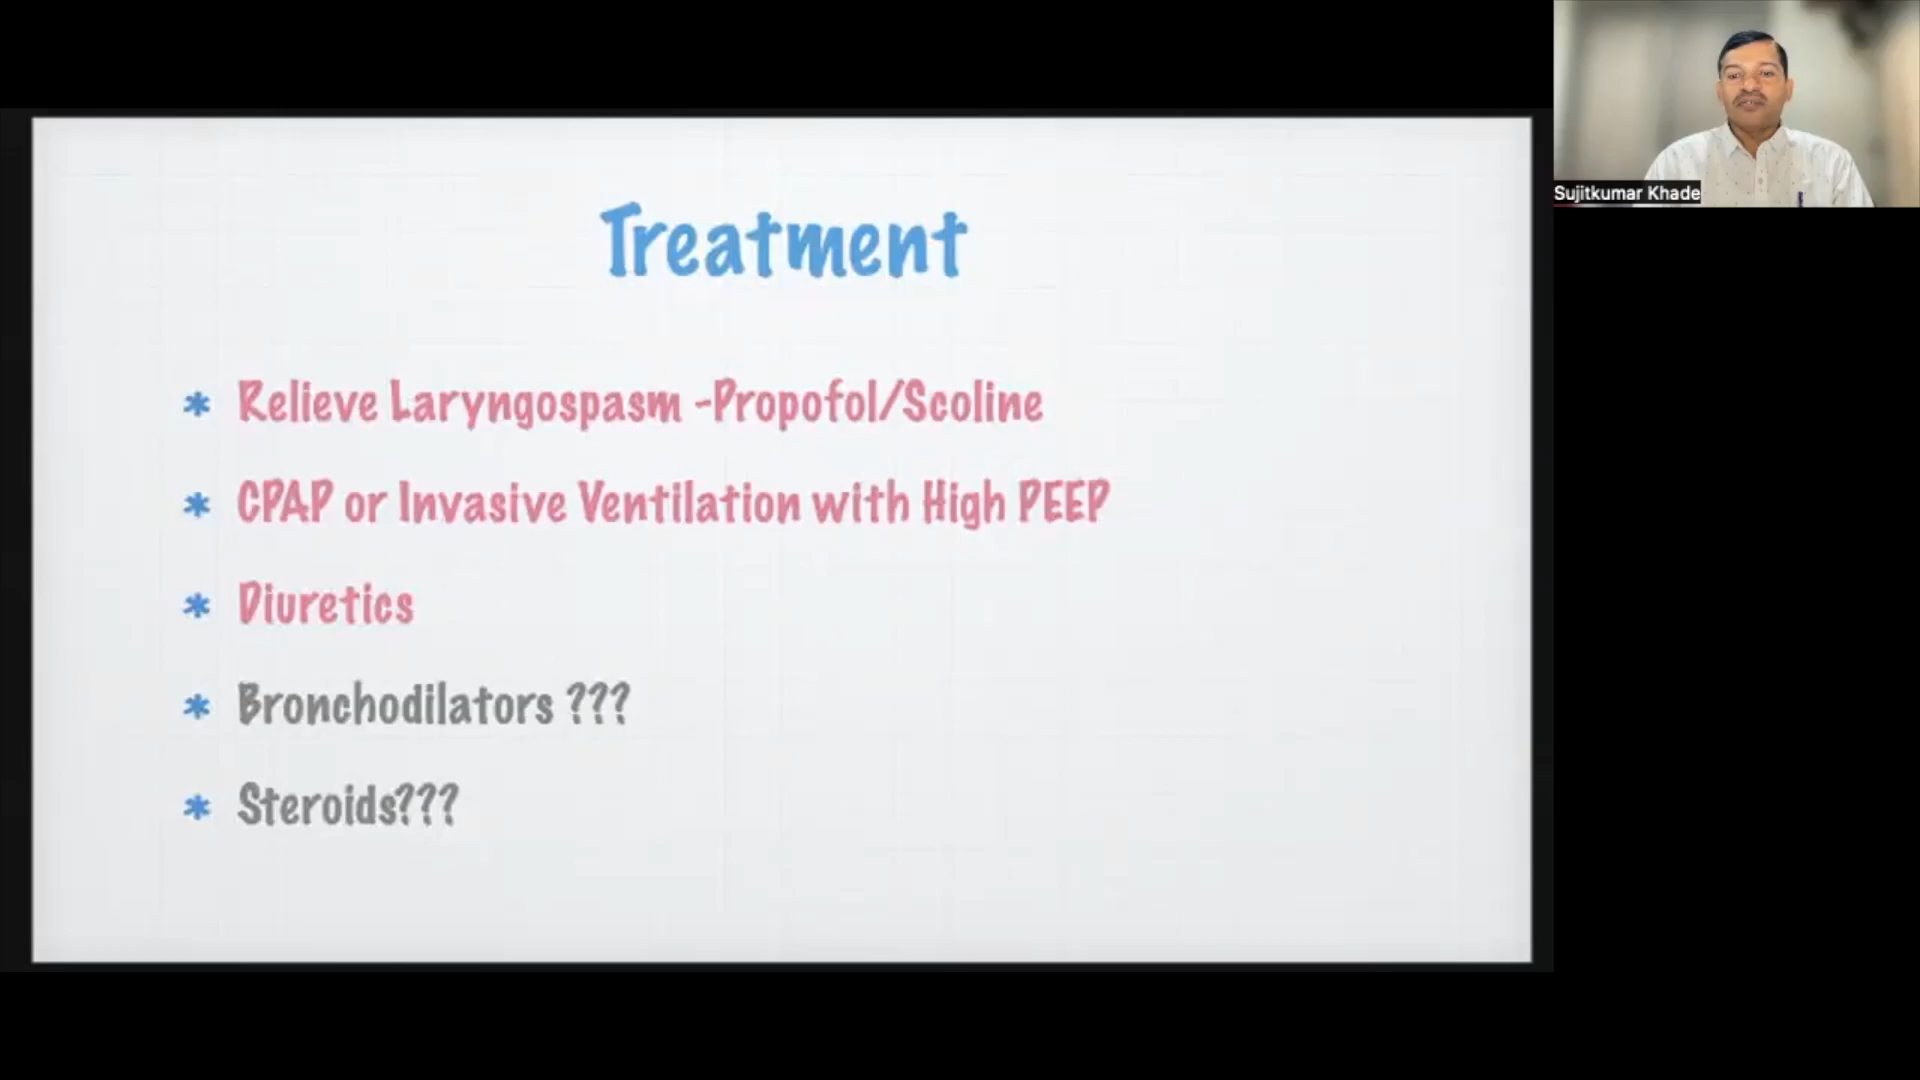 Treatment
* Relieve Laryngospasm -Propofol/Scoline
* CPAP or Invasive Ventilation with High PEEP
* Diuretics
* Bronchodilators ???
* Steroids???
Sujitkumar Khade